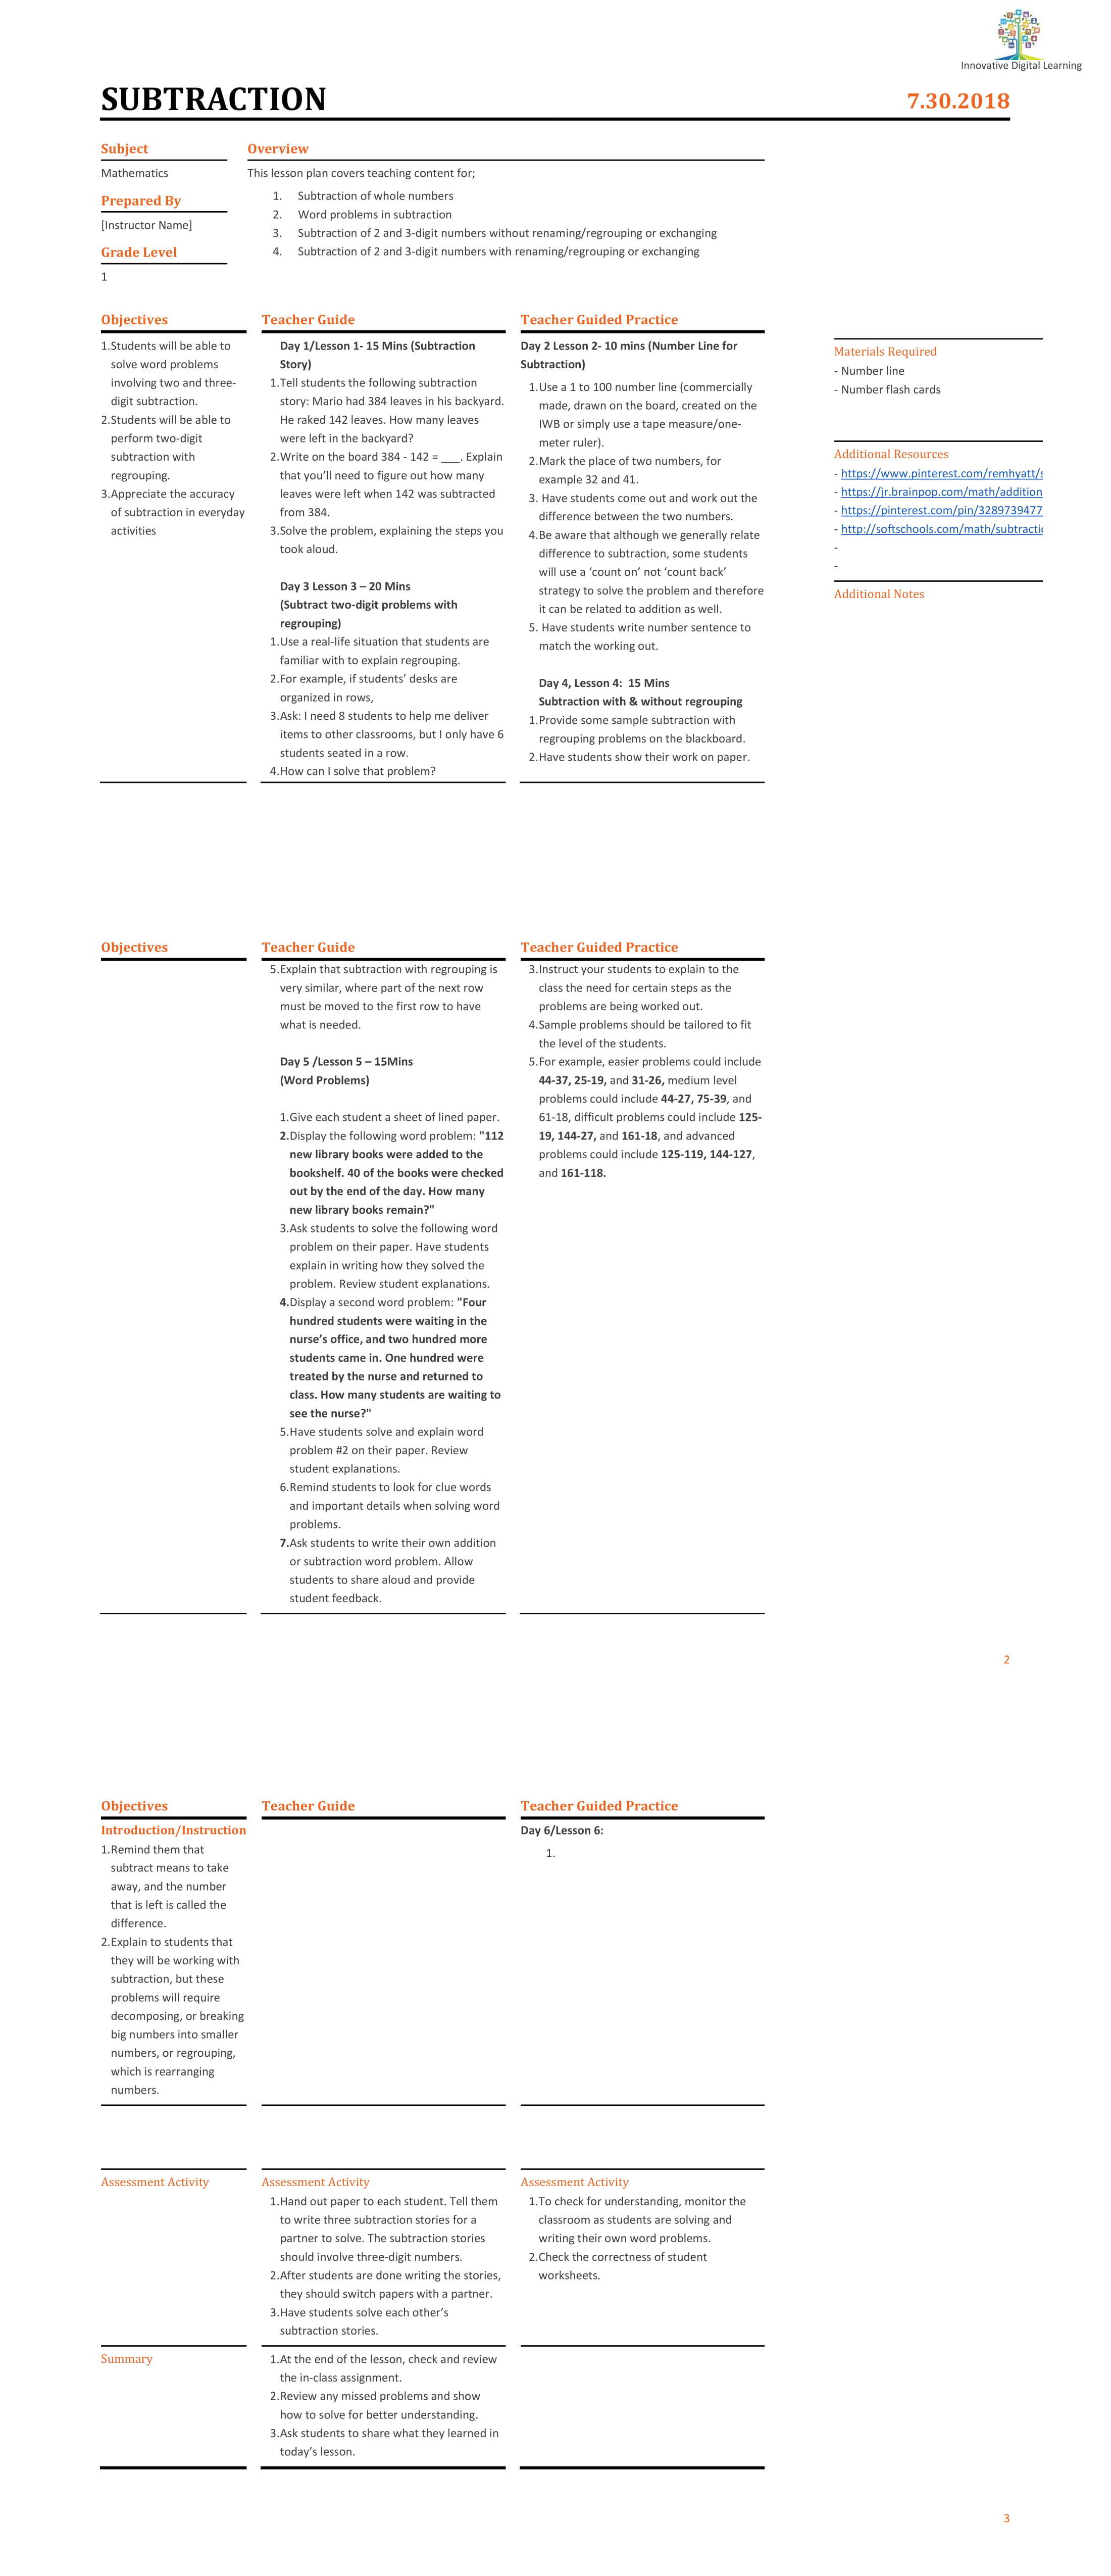 Innovative Digital Learning
SUBTRACTION
7.30.2018
Subject
Mathematics
Prepared By
[Instructor Name]
Grade Level
1
Overview
This lesson plan covers teaching content for;
1. Subtraction of whole numbers
2. Word problems in subtraction
3. Subtraction of 2 and 3-digit numbers without renaming/regrouping or exchanging
4. Subtraction of 2 and 3-digit numbers with renaming/regrouping or exchanging
Objectives
1.Students will be able to
solve word problems
involving two and three-
digit subtraction.
2.Students will be able to
perform two-digit
subtraction with
regrouping.
3.Appreciate the accuracy
of subtraction in everyday
activities
Teacher Guide
Day 1/Lesson 1- 15 Mins (Subtraction
Story)
1.Tell students the following subtraction
story: Mario had 384 leaves in his backyard.
He raked 142 leaves. How many leaves
were left in the backyard?
2.Write on the board 384 - 142 = ___. Explain
that you’ll need to figure out how many
leaves were left when 142 was subtracted
from 384.
3.Solve the problem, explaining the steps you
took aloud.
Day 3 Lesson 3 – 20 Mins
(Subtract two-digit problems with
regrouping)
1.Use a real-life situation that students are
familiar with to explain regrouping.
2.For example, if students’ desks are
organized in rows,
3.Ask: I need 8 students to help me deliver
items to other classrooms, but I only have 6
students seated in a row.
4.How can I solve that problem?
Teacher Guided Practice
Day 2 Lesson 2- 10 mins (Number Line for
Subtraction)
1.Use a 1 to 100 number line (commercially
made, drawn on the board, created on the
IWB or simply use a tape measure/one-
meter ruler).
2.Mark the place of two numbers, for
example 32 and 41.
3. Have students come out and work out the
difference between the two numbers.
4.Be aware that although we generally relate
difference to subtraction, some students
will use a ‘count on’ not ‘count back’
strategy to solve the problem and therefore
it can be related to addition as well.
5. Have students write number sentence to
match the working out.
Day 4, Lesson 4: 15 Mins
Subtraction with & without regrouping
1.Provide some sample subtraction with
regrouping problems on the blackboard.
2.Have students show their work on paper.
Materials Required
- Number line
- Number flash cards
Additional Resources
- https://www.pinterest.com/remhyatt/s
- https://jr.brainpop.com/math/addition
- https://pinterest.com/pin/3289739477
- http://softschools.com/math/subtractio
-
-
Additional Notes
Objectives
Teacher Guide
5.Explain that subtraction with regrouping is
very similar, where part of the next row
must be moved to the first row to have
what is needed.
Day 5 /Lesson 5 – 15Mins
(Word Problems)
1.Give each student a sheet of lined paper.
2.Display the following word problem: "112
new library books were added to the
bookshelf. 40 of the books were checked
out by the end of the day. How many
new library books remain?"
3.Ask students to solve the following word
problem on their paper. Have students
explain in writing how they solved the
problem. Review student explanations.
4.Display a second word problem: "Four
hundred students were waiting in the
nurse’s office, and two hundred more
students came in. One hundred were
treated by the nurse and returned to
class. How many students are waiting to
see the nurse?"
5.Have students solve and explain word
problem #2 on their paper. Review
student explanations.
6.Remind students to look for clue words
and important details when solving word
problems.
7.Ask students to write their own addition
or subtraction word problem. Allow
students to share aloud and provide
student feedback.
Teacher Guided Practice
3.Instruct your students to explain to the
class the need for certain steps as the
problems are being worked out.
4.Sample problems should be tailored to fit
the level of the students.
5.For example, easier problems could include
44-37, 25-19, and 31-26, medium level
problems could include 44-27, 75-39, and
61-18, difficult problems could include 125-
19, 144-27, and 161-18, and advanced
problems could include 125-119, 144-127,
and 161-118.
2
Objectives
Introduction/Instruction
1.Remind them that
subtract means to take
away, and the number
that is left is called the
difference.
2.Explain to students that
they will be working with
subtraction, but these
problems will require
decomposing, or breaking
big numbers into smaller
numbers, or regrouping,
which is rearranging
numbers.
Teacher Guide
Teacher Guided Practice
Day 6/Lesson 6:
1.
Assessment Activity
Assessment Activity
1.Hand out paper to each student. Tell them
to write three subtraction stories for a
partner to solve. The subtraction stories
should involve three-digit numbers.
2.After students are done writing the stories,
they should switch papers with a partner.
3.Have students solve each other’s
subtraction stories.
Assessment Activity
1.To check for understanding, monitor the
classroom as students are solving and
writing their own word problems.
2.Check the correctness of student
worksheets.
Summary
1.At the end of the lesson, check and review
the in-class assignment.
2.Review any missed problems and show
how to solve for better understanding.
3.Ask students to share what they learned in
today’s lesson.
3